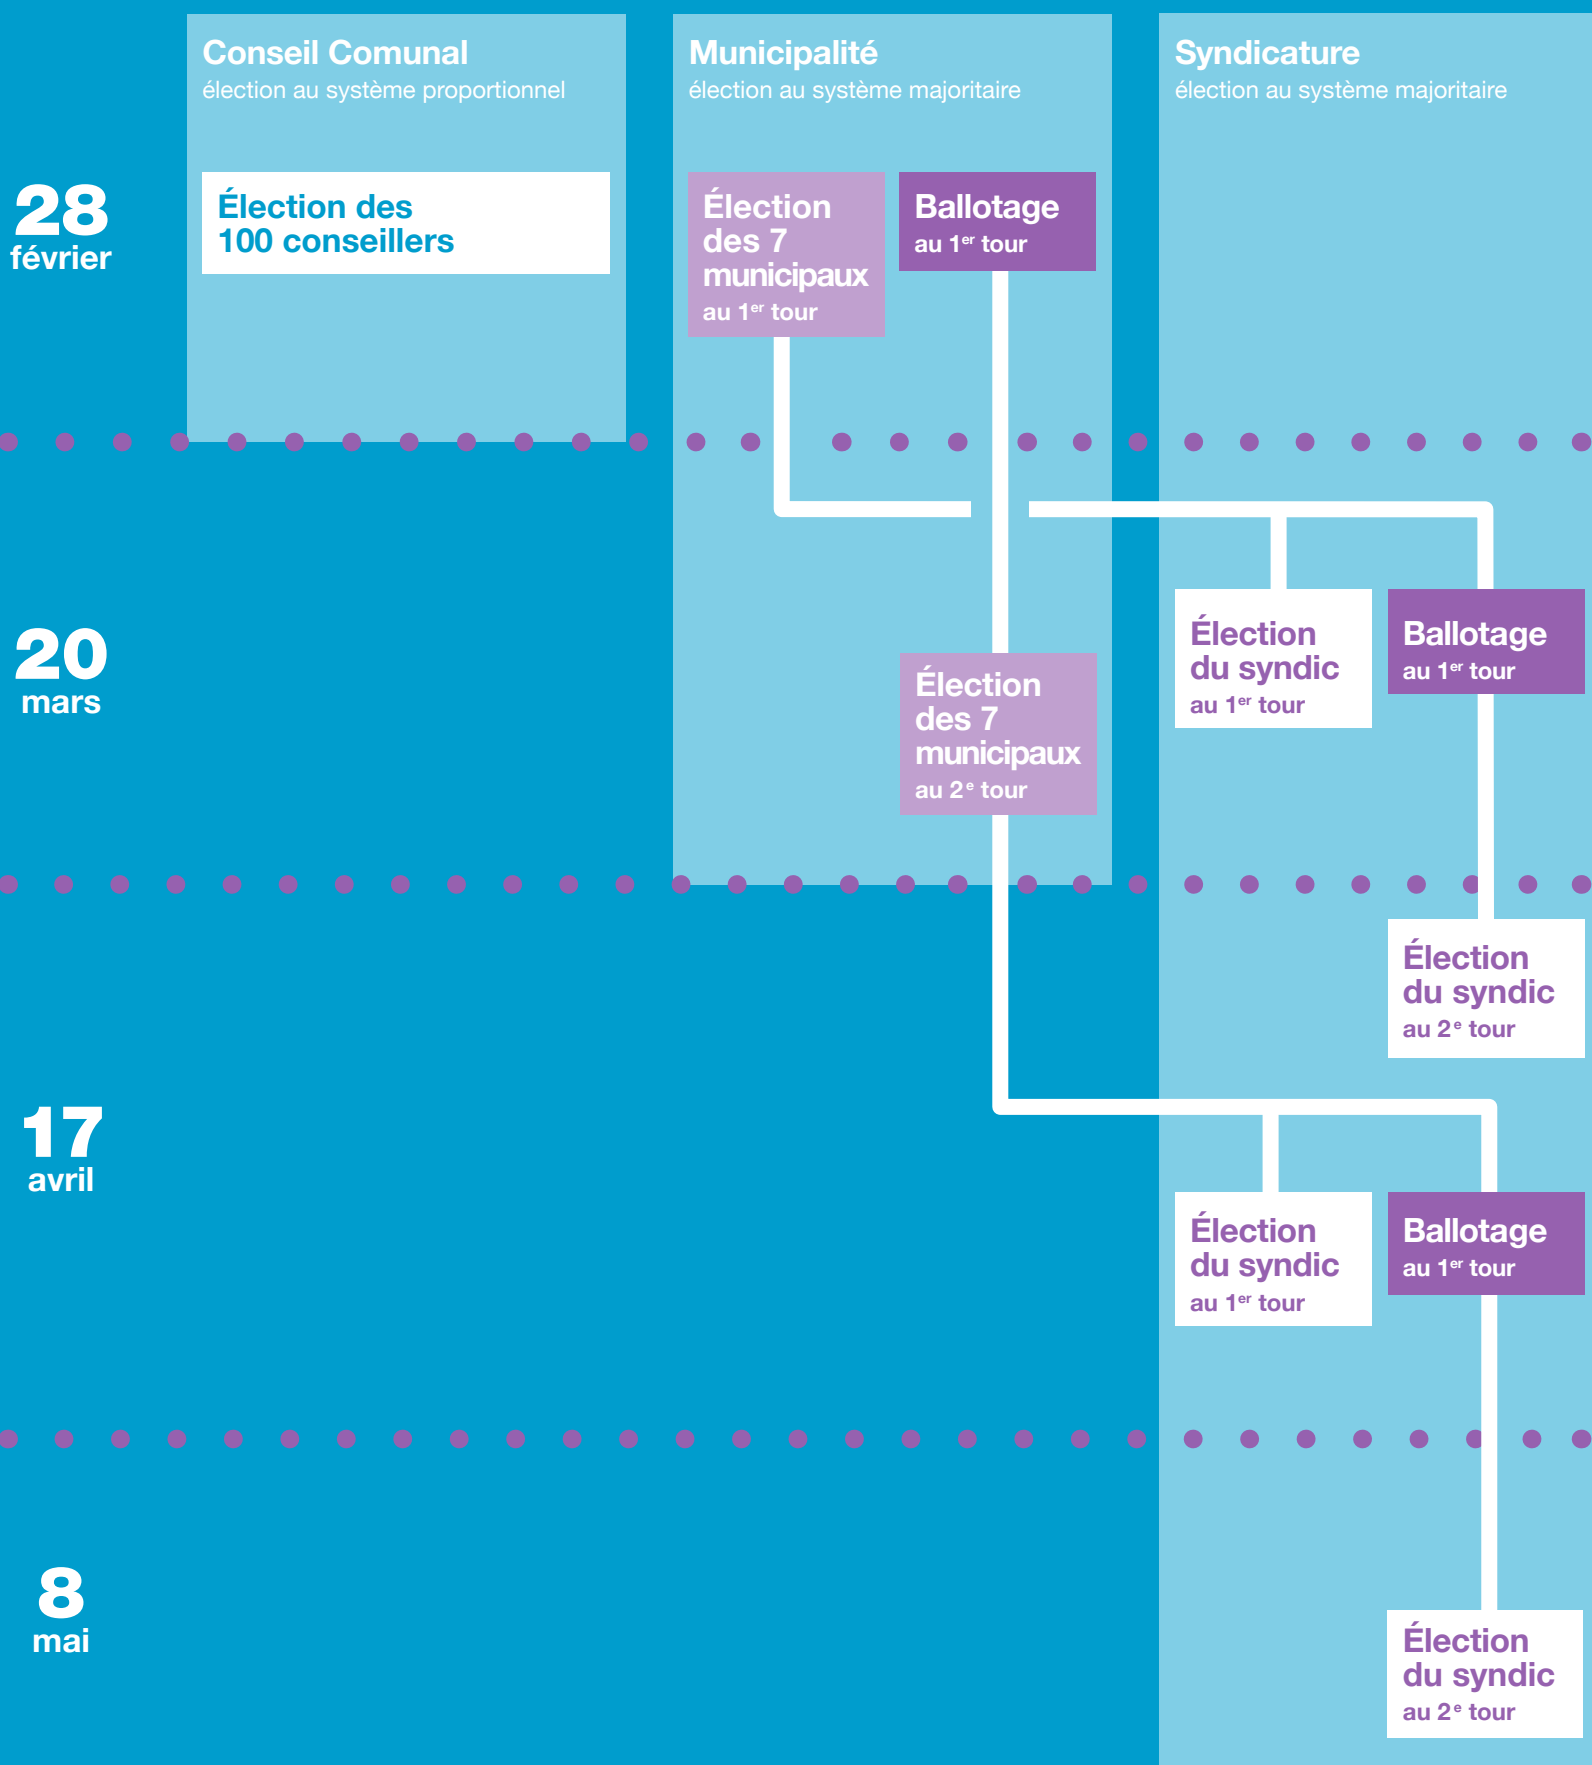 Conseil Comunal
élection au système proportionnel
Municipalité
élection au système majoritaire
Syndicature
élection au système majoritaire
28
février
Élection des
100 conseillers
Élection
des 7
municipaux
au 1er tour
Ballotage
au 1er tour
20
mars
Élection
des 7
municipaux
au 2e tour
Élection
du syndic
au 1er tour
Ballotage
au 1er tour
17
avril
Élection
du syndic
au 2e tour
Élection
du syndic
au 1er tour
Ballotage
au 1er tour
8
mai
Élection
du syndic
au 2e tour